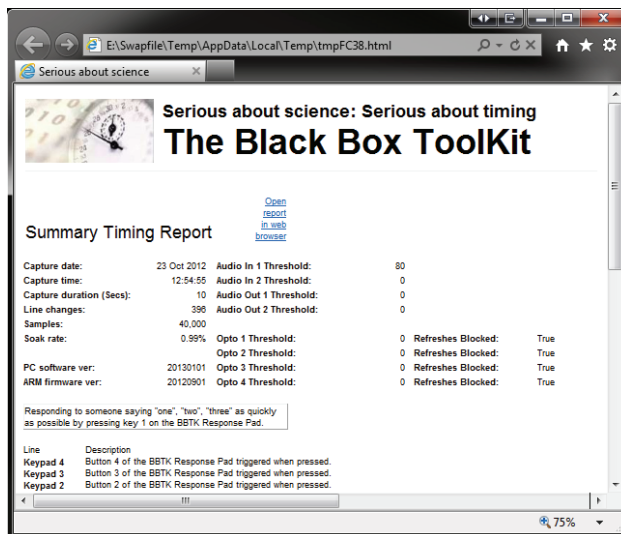 E:\Swapfile\Temp\AppData\Local\Temp\tmpFC38.html
Serious about science
Serious about science: Serious about timing
The Black Box ToolKit
Open
report
in web
browser
Summary Timing Report
Capture date: 23 Oct 2012 Audio In 1 Threshold: 80
Capture time: 12:54:55 Audio In 2 Threshold: 0
Capture duration (Secs): 10 Audio Out 1 Threshold: 0
Line changes: 396 Audio Out 2 Threshold: 0
Samples: 40,000
Soak rate: 0.99% Opto 1 Threshold: 0 Refreshes Blocked: True
Opto 2 Threshold: 0 Refreshes Blocked: True
PC software ver: 20130101 Opto 3 Threshold: 0 Refreshes Blocked: True
ARM firmware ver: 20120901 Opto 4 Threshold: 0 Refreshes Blocked: True
Responding to someone saying "one", "two", "three" as quickly
as possible by pressing key 1 on the BBTK Response Pad.
Line Description
Keypad 4 Button 4 of the BBTK Response Pad triggered when pressed.
Keypad 3 Button 3 of the BBTK Response Pad triggered when pressed.
Keypad 2 Button 2 of the BBTK Response Pad triggered when pressed.
75%